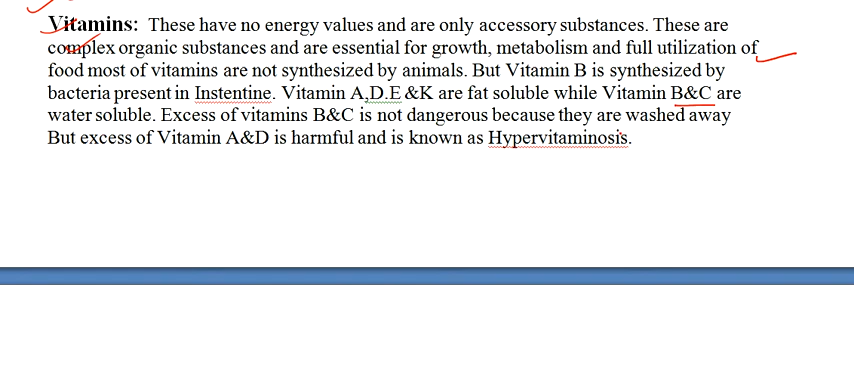 Vitamins: These have no energy values and are only accessory substances. These are
complex organic substances and are essential for growth, metabolism and full utilization of
food most of vitamins are not synthesized by animals. But Vitamin B is synthesized by
bacteria present in Instentine. Vitamin A,D.E &K are fat soluble while Vitamin B&C are
water soluble. Excess of vitamins B&C is not dangerous because they are washed away
But excess of Vitamin A&D is harmful and is known as Hypervitaminosis.